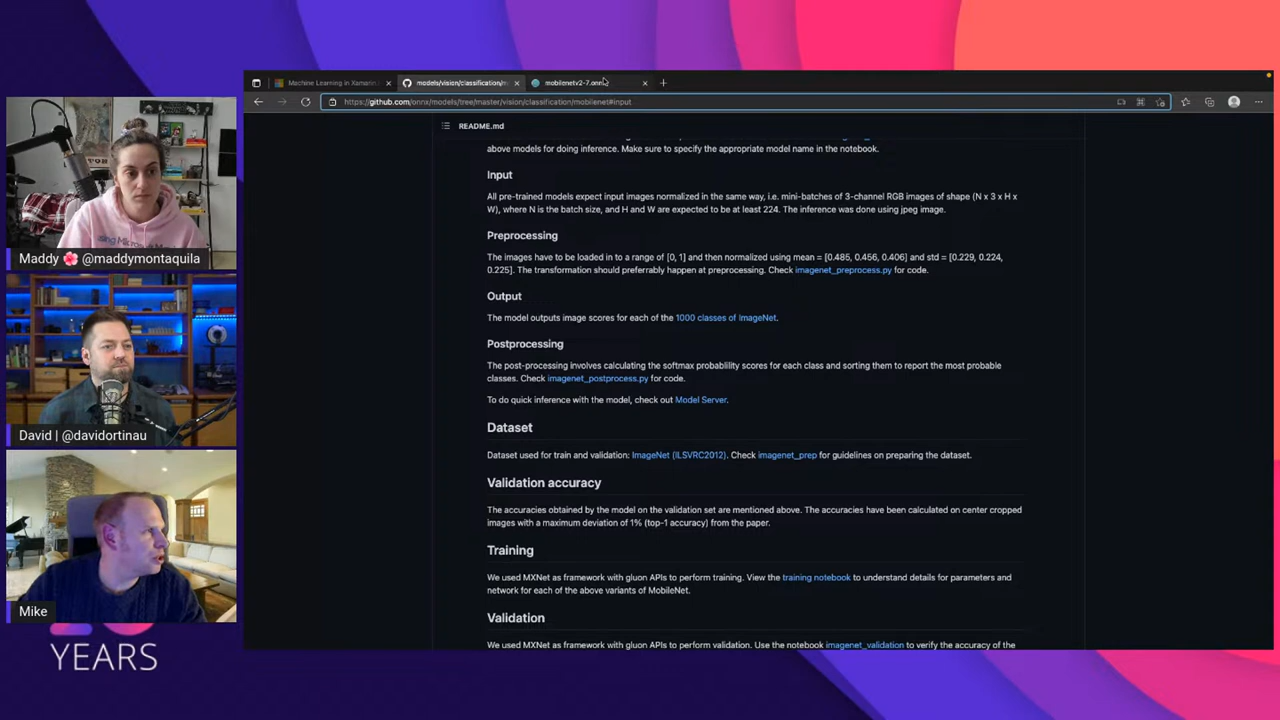 Machine Learning in Xamarin
models/vision/classification/m
mobilenetv2-7.onn
https://github.com/onnx/models/tree/master/vision/classification/mobilenet#input
README.md
above models for doing inference. Make sure to specify the appropriate model name in the notebook.
Input
All pre-trained models expect input images normalized in the same way, i.e. mini-batches of 3-channel RGB images of shape (N x 3 x H x
W), where N is the batch size, and H and W are expected to be at least 224. The inference was done using jpeg image.
Preprocessing
The images have to be loaded in to a range of [0, 1] and then normalized using mean = [0.485, 0.456, 0.406] and std = [0.229, 0.224,
0.225]. The transformation should preferably happen at preprocessing. Check imagenet_preprocess.py for code.
Output
The model outputs image scores for each of the 1000 classes of ImageNet.
Postprocessing
The post-processing involves calculating the softmax probablility scores for each class and sorting them to report the most probable
classes. Check imagenet_postprocess.py for code.
To do quick inference with the model, check out Model Server.
Dataset
Dataset used for train and validation: ImageNet (ILSVRC2012). Check imagenet_prep for guidelines on preparing the dataset.
Validation accuracy
The accuracies obtained by the model on the validation set are mentioned above. The accuracies have been calculated on center cropped
images with a maximum deviation of 1% (top-1 accuracy) from the paper.
Training
We used MXNet as framework with gluon APIs to perform training. View the training notebook to understand details for parameters and
network for each of the above variants of MobileNet.
Validation
We used MXNet as framework with gluon APIs to perform validation. Use the notebook imagenet_validation to verify the accuracy of the
Maddy 🌸 @maddymontaquila
David | @davidortinau
Mike
YEARS